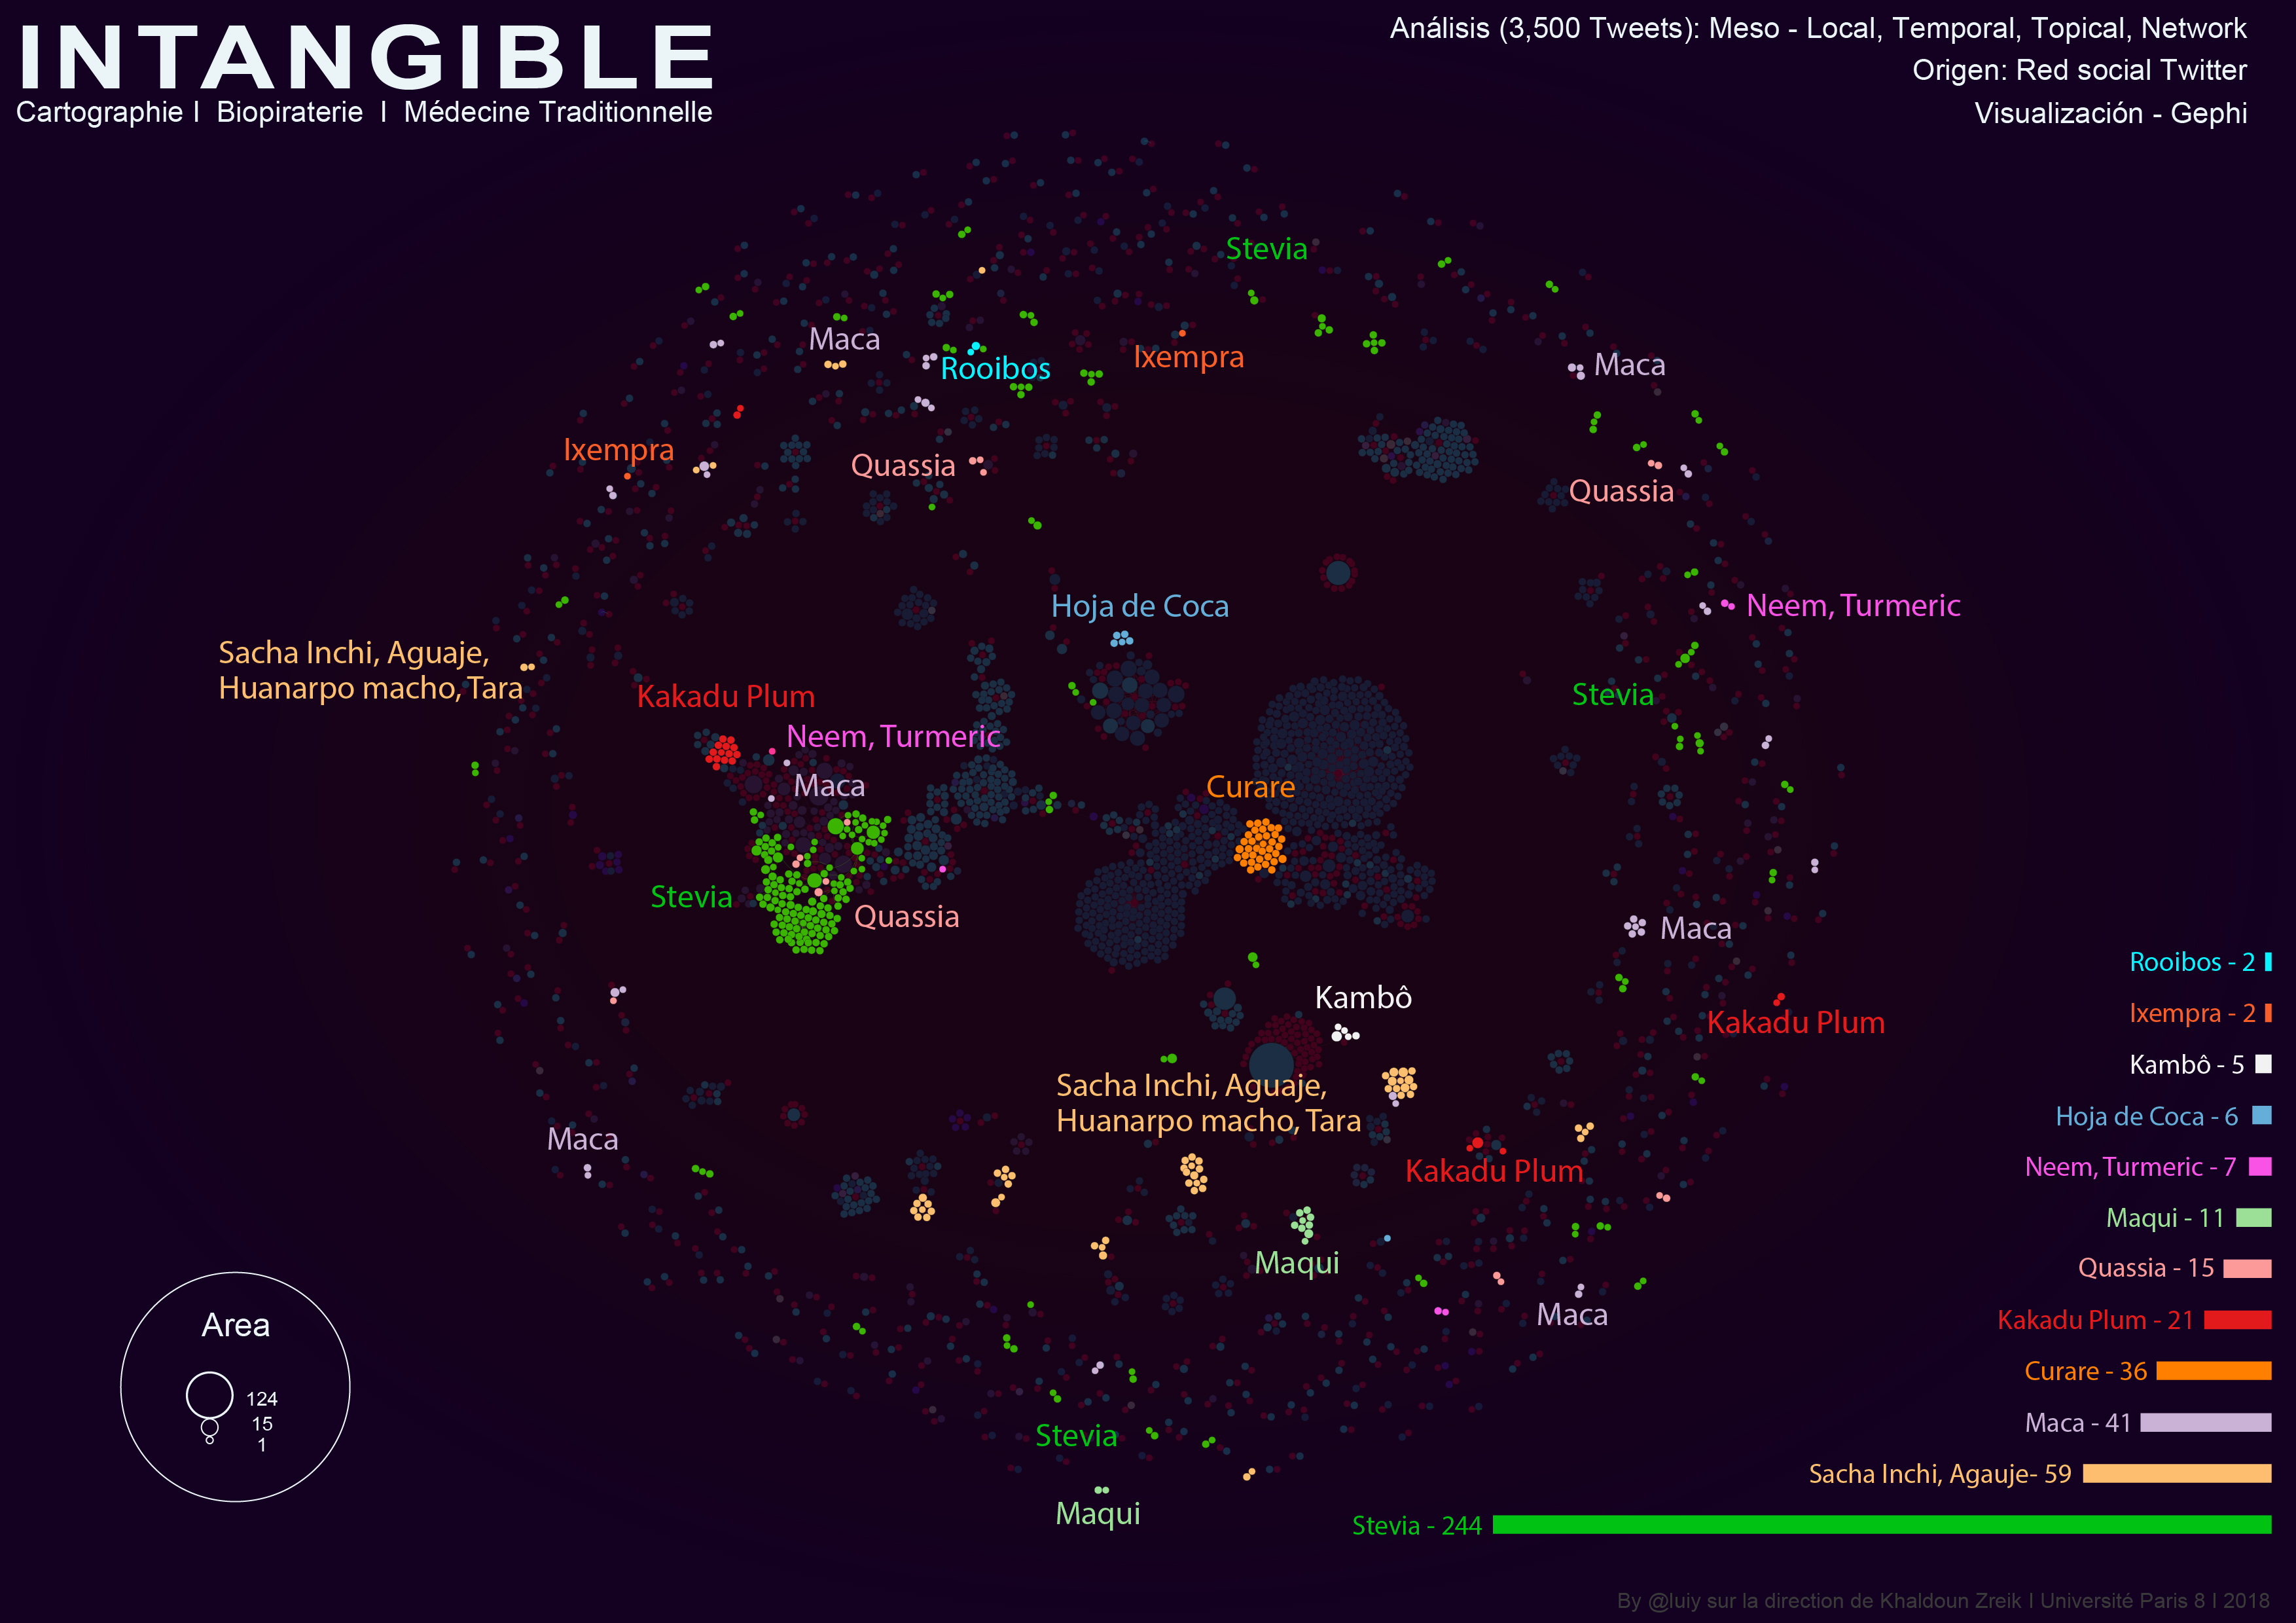 INTANGIBLE
Cartographie I Biopiraterie I Médecine Traditionnelle
Análisis (3,500 Tweets): Meso - Local, Temporal, Topical, Network
Origen: Red social Twitter
Visualización - Gephi
Stevia
Maca
Rooibos
Ixempra
Maca
Ixempra
Quassia
Quassia
Hoja de Coca
Neem, Turmeric
Sacha Inchi, Aguaje,
Huanarpo macho, Tara
Kakadu Plum
Stevia
Neem, Turmeric
Maca
Curare
Stevia
Quassia
Maca
Kambô
Kakadu Plum
Sacha Inchi, Aguaje,
Huanarpo macho, Tara
Maca
Kakadu Plum
Maqui
Maca
Stevia
Maqui
Area
124
15
1
Rooibos - 2
Ixempra - 2
Kambô - 5
Hoja de Coca - 6
Neem, Turmeric - 7
Maqui - 11
Quassia - 15
Kakadu Plum - 21
Curare - 36
Maca - 41
Sacha Inchi, Agauje- 59
Stevia - 244
By @luiy sur la direction de Khaldoun Zreik I Université Paris 8 I 2018